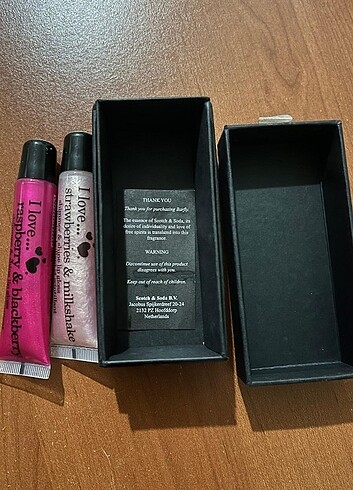 I love...
raspberry & blackberry
I love...
strawberries & milkshake
THANK YOU
Thank you for purchasing Barfly.
The essence of Scotch & Soda, its
desire of individuality and love of
free spirits is translated into this
fragrance.
WARNING
Discontinue use of this product
if disagrees with you.
Keep out of reach of children.
Scotch & Soda B.V.
Jacobus Spijkerdreef 20-24
2132 PZ Hoofddorp
Netherlands